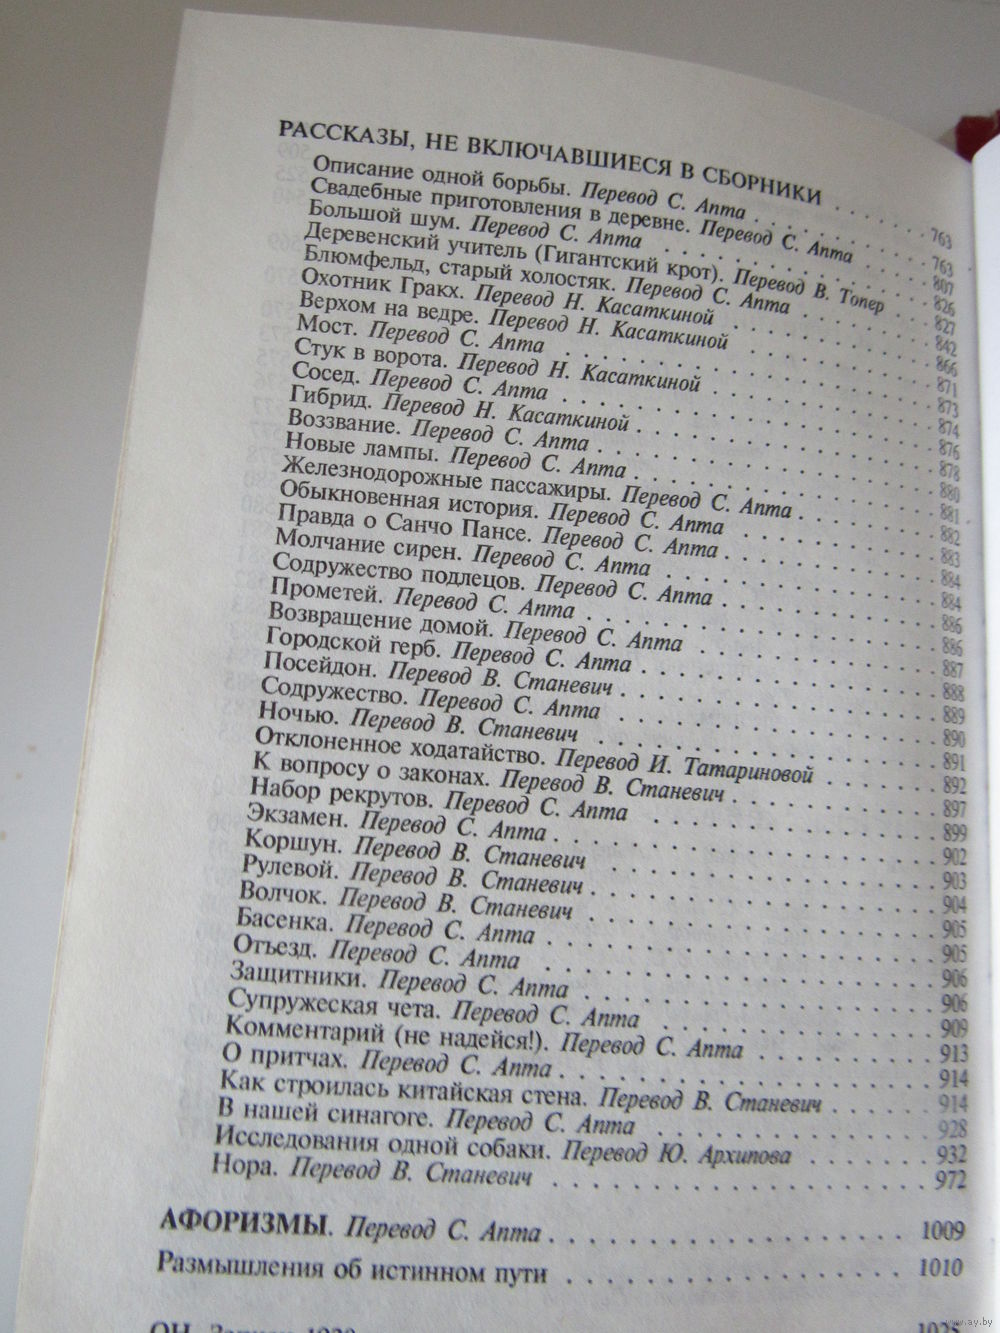 РАССКАЗЫ, НЕ ВКЛЮЧАВШИЕСЯ В СБОРНИКИ . . . . . 763
Описание одной борьбы. Перевод С. Апта . . . . . 763
Свадебные приготовления в деревне. Перевод С. Апта . . . . . 807
Большой шум. Перевод С. Апта . . . . . 826
Деревенский учитель (Гигантский крот). Перевод В. Топер . . . 827
Блюмфельд, старый холостяк. Перевод С. Апта . . . . . 842
Охотник Гракх. Перевод Н. Касаткиной . . . . . 866
Верхом на ведре. Перевод Н. Касаткиной . . . . . 871
Мост. Перевод С. Апта . . . . . 873
Стук в ворота. Перевод Н. Касаткиной . . . . . 874
Сосед. Перевод С. Апта . . . . . 876
Гибрид. Перевод Н. Касаткиной . . . . . 878
Воззвание. Перевод С. Апта . . . . . 880
Новые лампы. Перевод С. Апта . . . . . 881
Железнодорожные пассажиры. Перевод С. Апта . . . . . 882
Обыкновенная история. Перевод С. Апта . . . . . 883
Правда о Санчо Пансе. Перевод С. Апта . . . . . 884
Молчание сирен. Перевод С. Апта . . . . . 884
Содружество подлецов. Перевод С. Апта . . . . . 886
Прометей. Перевод С. Апта . . . . . 886
Возвращение домой. Перевод С. Апта . . . . . 887
Городской герб. Перевод С. Апта . . . . . 888
Посейдон. Перевод В. Станевич . . . . . 889
Содружество. Перевод С. Апта . . . . . 890
Ночью. Перевод В. Станевич . . . . . 891
Отклоненное ходатайство. Перевод И. Татариновой . . . . . 892
К вопросу о законах. Перевод В. Станевич . . . . . 897
Набор рекрутов. Перевод С. Апта . . . . . 899
Экзамен. Перевод С. Апта . . . . . 902
Коршун. Перевод В. Станевич . . . . . 903
Рулевой. Перевод В. Станевич . . . . . 904
Волчок. Перевод В. Станевич . . . . . 905
Басенка. Перевод С. Апта . . . . . 905
Отъезд. Перевод С. Апта . . . . . 906
Защитники. Перевод С. Апта . . . . . 906
Супружеская чета. Перевод С. Апта . . . . . 909
Комментарий (не надейся!). Перевод С. Апта . . . . . 913
О притчах. Перевод С. Апта . . . . . 914
Как строилась китайская стена. Перевод В. Станевич . . . . . 914
В нашей синагоге. Перевод С. Апта . . . . . 928
Исследования одной собаки. Перевод Ю. Архипова . . . . . 932
Нора. Перевод В. Станевич . . . . . 972
АФОРИЗМЫ. Перевод С. Апта . . . . . 1009
Размышления об истинном пути . . . . . 1010
www.ay.by